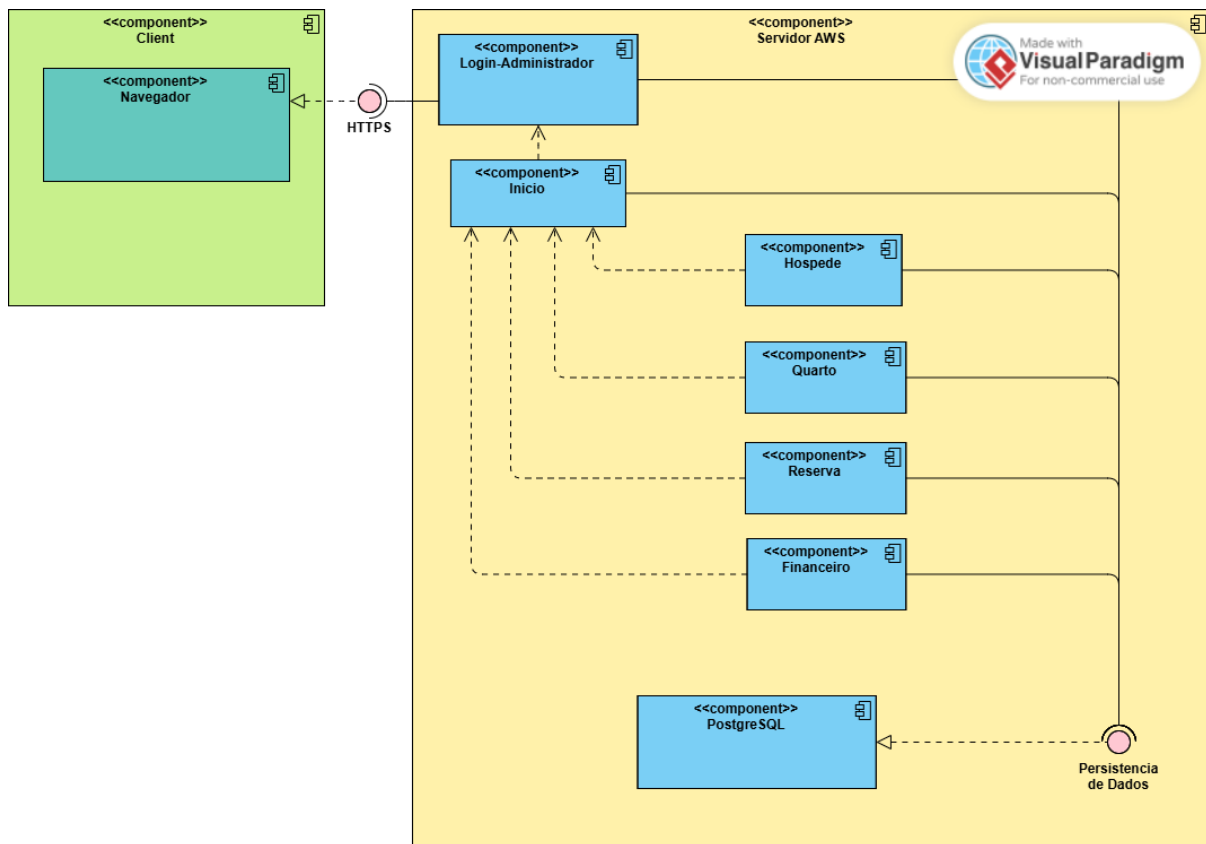 <<component>>
Client
<<component>>
Navegador
HTTPS
<<component>>
Servidor AWS
Made with
Visual Paradigm
For non-commercial use
<<component>>
Login-Administrador
<<component>>
Inicio
<<component>>
Hospede
<<component>>
Quarto
<<component>>
Reserva
<<component>>
Financeiro
<<component>>
PostgreSQL
Persistencia
de Dados